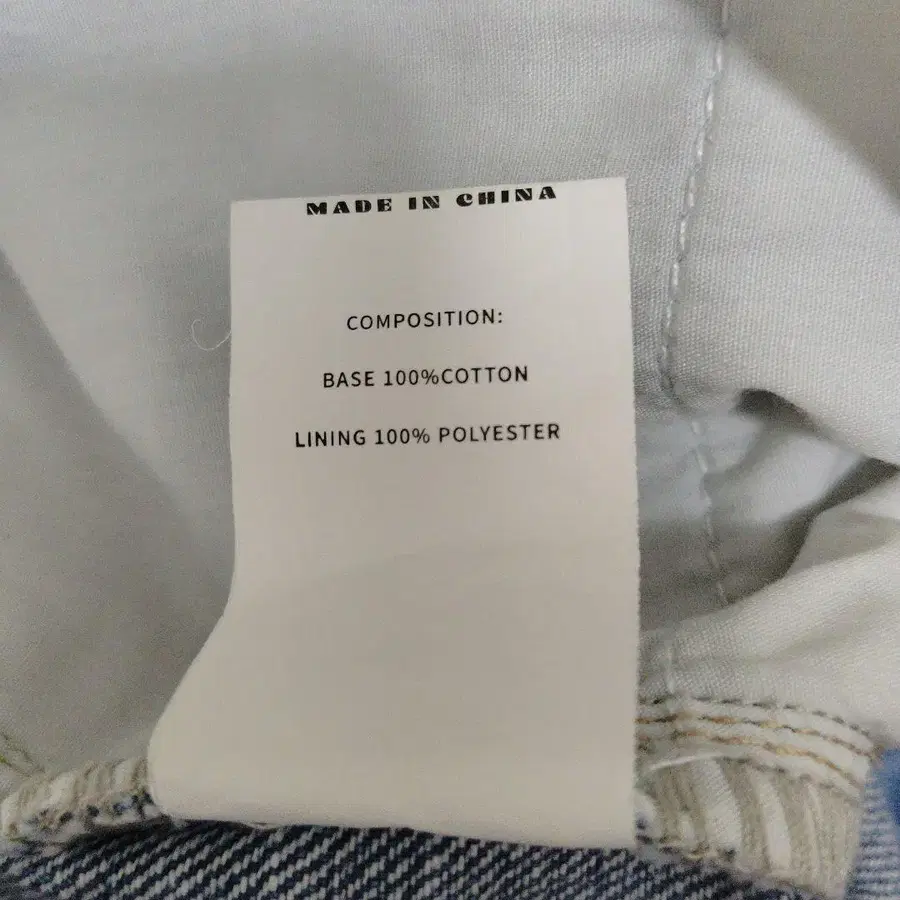 MADE IN CHINA
COMPOSITION:
BASE 100%COTTON
LINING 100% POLYESTER